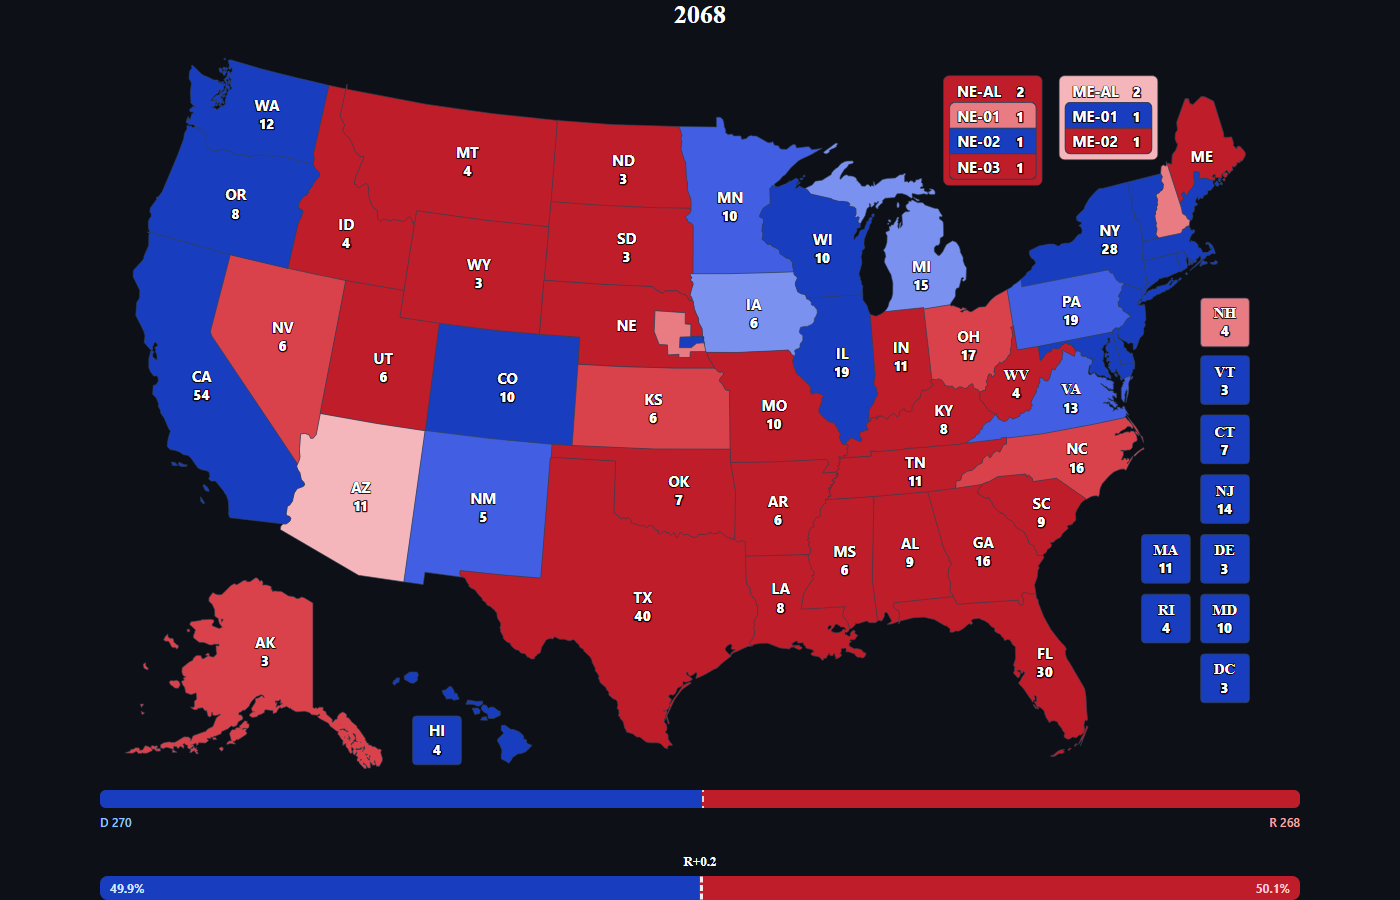 2068
WA
12
OR
8
CA
54
NV
6
ID
4
MT
4
WY
3
UT
6
CO
10
AZ
11
NM
5
ND
3
SD
3
NE
KS
6
OK
7
TX
40
MN
10
IA
6
MO
10
AR
6
LA
8
WI
10
IL
19
MI
15
IN
11
OH
17
KY
8
TN
11
MS
6
AL
9
GA
16
FL
30
SC
9
NC
16
VA
13
WV
4
PA
19
NY
28
ME
NE-AL 2
NE-01 1
NE-02 1
NE-03 1
ME-AL 2
ME-01 1
ME-02 1
NH
4
VT
3
CT
7
NJ
14
MA
11
DE
3
RI
4
MD
10
DC
3
AK
3
HI
4
D 270
R 268
R+0.2
49.9%
50.1%